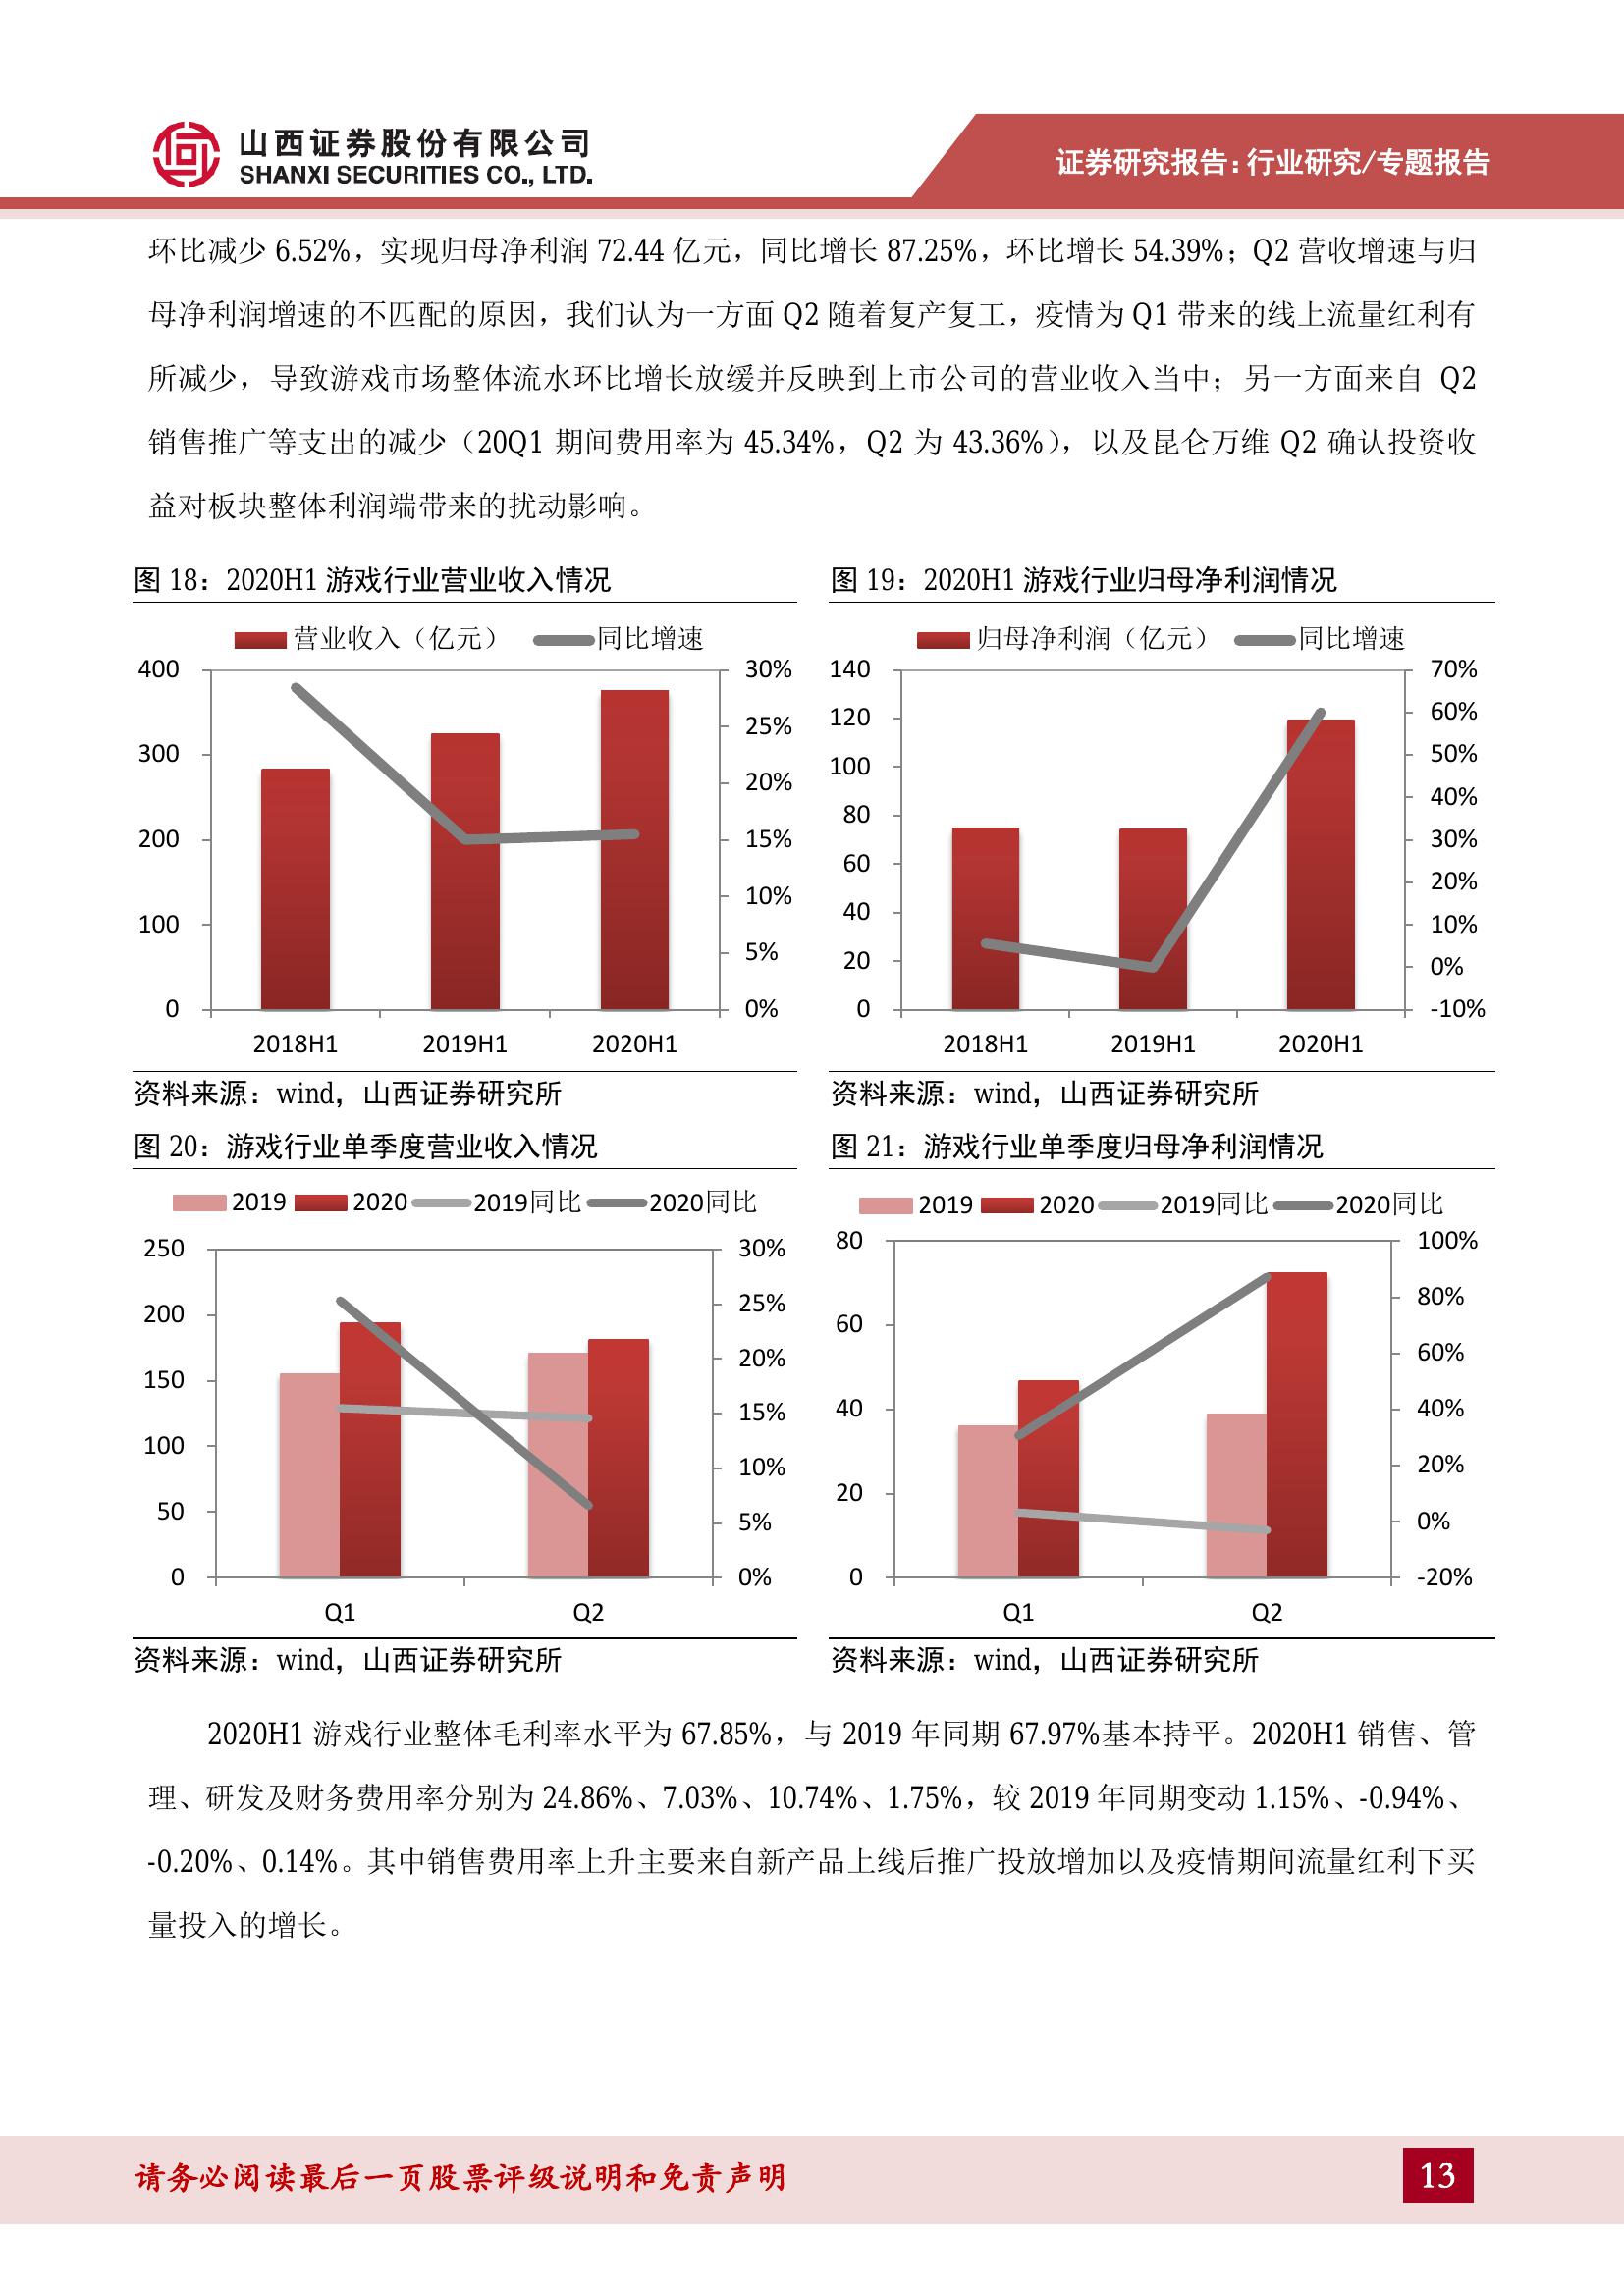 山西证券股份有限公司
SHANXI SECURITIES CO., LTD.
证券研究报告:行业研究/专题报告
环比减少 6.52%，实现归母净利润 72.44 亿元，同比增长 87.25%，环比增长 54.39%；Q2 营收增速与归
母净利润增速的不匹配的原因，我们认为一方面 Q2 随着复产复工，疫情为 Q1 带来的线上流量红利有
所减少，导致游戏市场整体流水环比增长放缓并反映到上市公司的营业收入当中；另一方面来自 Q2
销售推广等支出的减少（20Q1 期间费用率为 45.34%，Q2 为 43.36%），以及昆仑万维 Q2 确认投资收
益对板块整体利润端带来的扰动影响。
图 18：2020H1 游戏行业营业收入情况
营业收入（亿元） 同比增速
400
300
200
100
0
30%
25%
20%
15%
10%
5%
0%
2018H1 2019H1 2020H1
资料来源：wind，山西证券研究所
图 19：2020H1 游戏行业归母净利润情况
归母净利润（亿元） 同比增速
140
120
100
80
60
40
20
0
70%
60%
50%
40%
30%
20%
10%
0%
-10%
2018H1 2019H1 2020H1
资料来源：wind，山西证券研究所
图 20：游戏行业单季度营业收入情况
2019 2020 2019同比 2020同比
250
200
150
100
50
0
30%
25%
20%
15%
10%
5%
0%
Q1 Q2
资料来源：wind，山西证券研究所
图 21：游戏行业单季度归母净利润情况
2019 2020 2019同比 2020同比
80
60
40
20
0
100%
80%
60%
40%
20%
0%
-20%
Q1 Q2
资料来源：wind，山西证券研究所
2020H1 游戏行业整体毛利率水平为 67.85%，与 2019 年同期 67.97%基本持平。2020H1 销售、管
理、研发及财务费用率分别为 24.86%、7.03%、10.74%、1.75%，较 2019 年同期变动 1.15%、-0.94%、
-0.20%、0.14%。其中销售费用率上升主要来自新产品上线后推广投放增加以及疫情期间流量红利下买
量投入的增长。
请务必阅读最后一页股票评级说明和免责声明
13